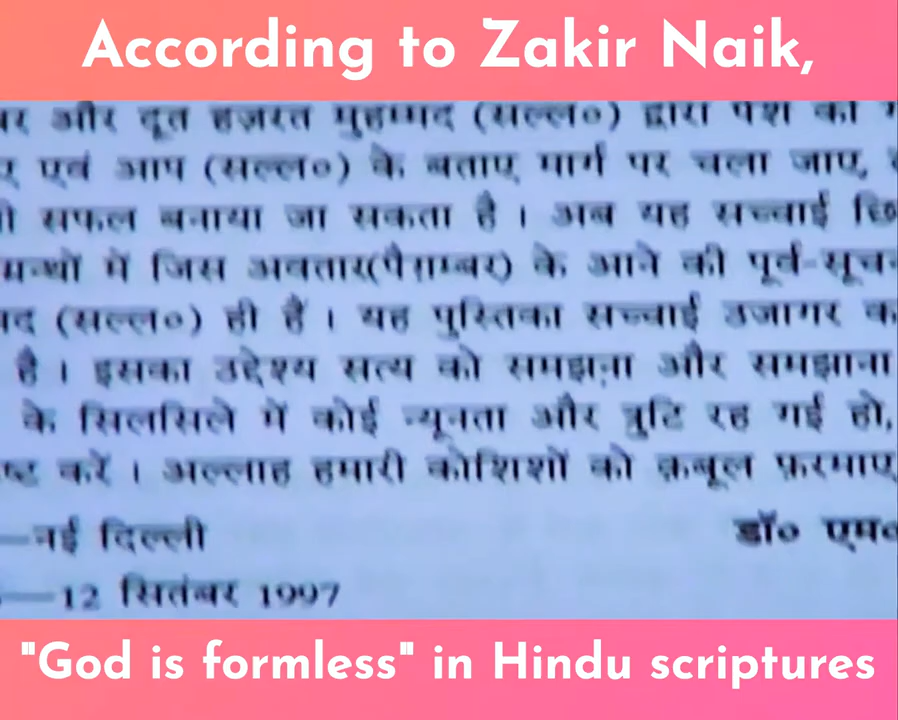 According to Zakir Naik,
और दूत हज़रत मुहम्मद (सल्ल०) द्वारा पेश की
एवं आप (सल्ल०) के बताए मार्ग पर चला जाए,
सफल बनाया जा सकता है । अब यह सच्चाई
में जिस अवतार(पैग़म्बर) के आने की पूर्व-सूच
(सल्ल०) ही हैं । यह पुस्तिका सच्चाई उजागर
है । इसका उद्देश्य सत्य को समझना और समझाना
के सिलसिले में कोई न्यूनता और त्रुटि रह गई हो,
करें । अल्लाह हमारी कोशिशों को क़बूल फ़रमाए
—नई दिल्ली डॉ० एम०
—12 सितंबर 1997
"God is formless" in Hindu scriptures